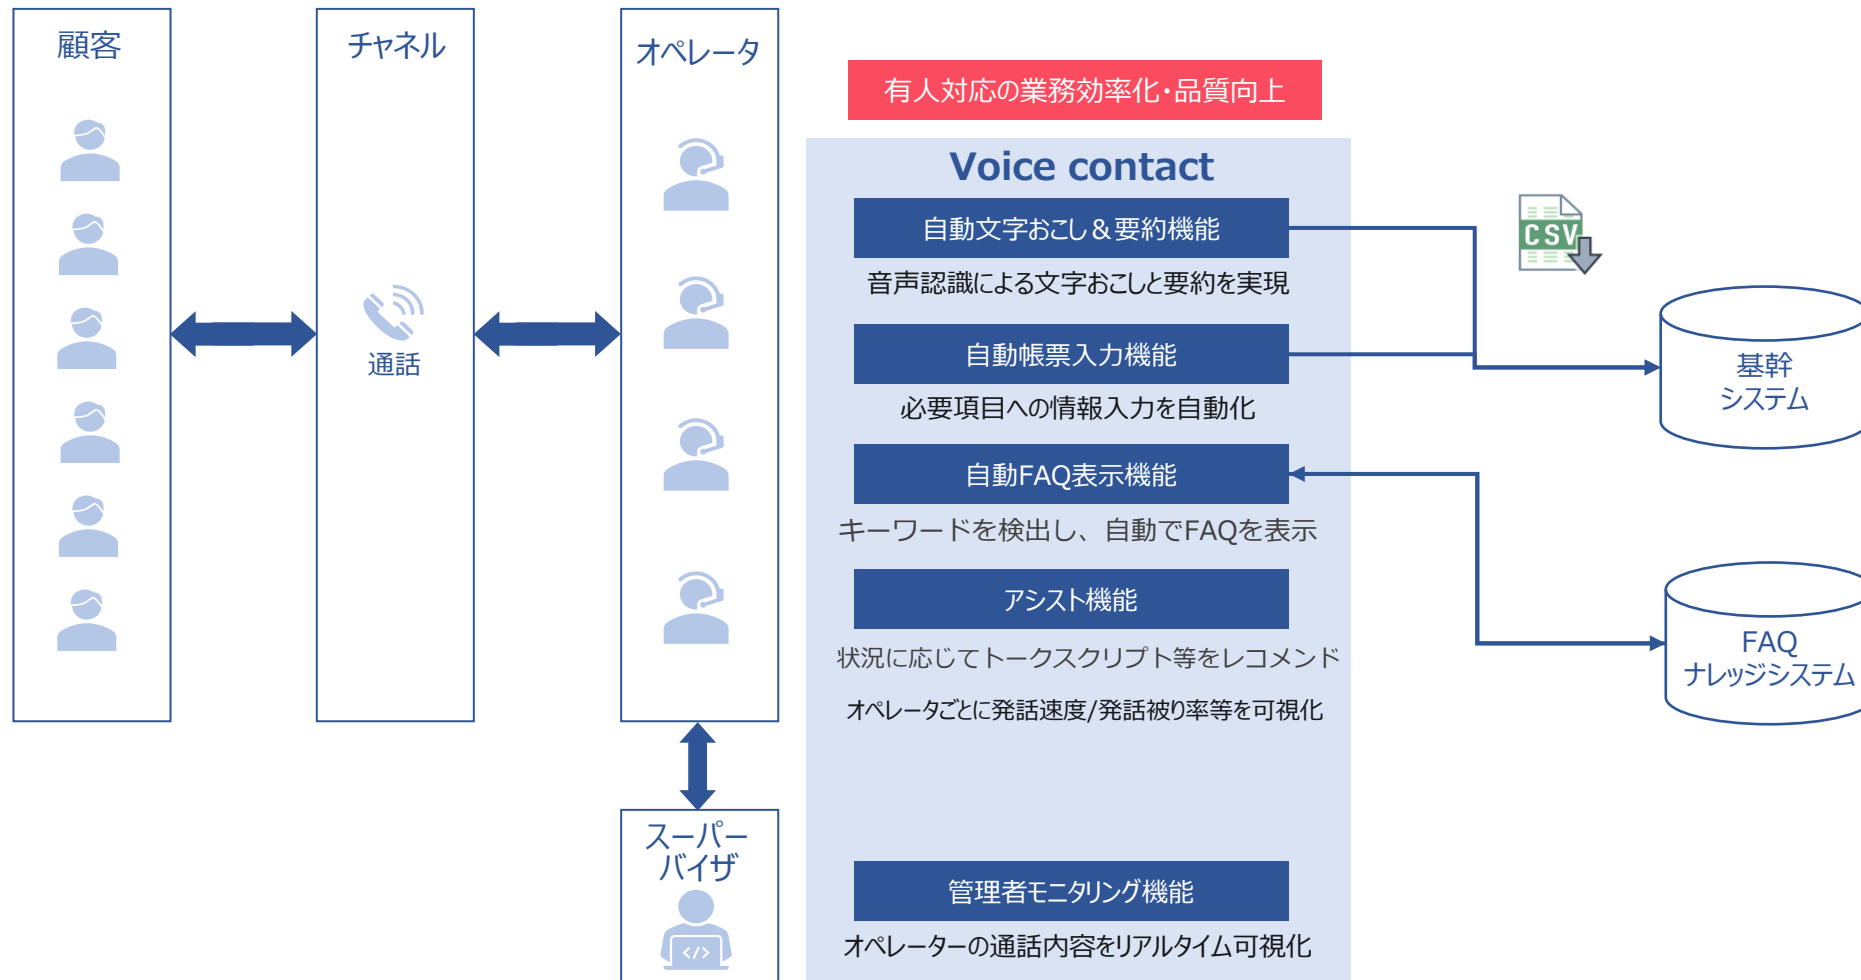 顧客
チャネル
通話
オペレータ
スーパー
バイザ
</>
有人対応の業務効率化・品質向上
Voice contact
自動文字おこし＆要約機能
音声認識による文字おこしと要約を実現
自動帳票入力機能
必要項目への情報入力を自動化
自動FAQ表示機能
キーワードを検出し、自動でFAQを表示
アシスト機能
状況に応じてトークスクリプト等をレコメンド
オペレータごとに発話速度/発話被り率等を可視化
管理者モニタリング機能
オペレーターの通話内容をリアルタイム可視化
CSV
基幹
システム
FAQ
ナレッジシステム